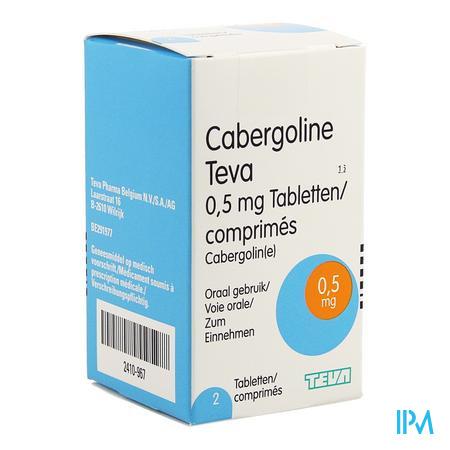 Cabergoline
Teva
0,5 mg Tabletten/
comprimés
Cabergolin(e)
Oraal gebruik/
Voie orale/
Zum
Einnehmen
0,5
mg
2
Tabletten/
comprimés
TEVA
Teva Pharma Belgium N.V./S.A./AG
Laarstraat 16
B-2610 Wilrijk
BE291977
Geneesmiddel op medisch
voorschrift/Médicament soumis à
prescription médicale/
Verschreibungspflichtig.
2410-967
IPM